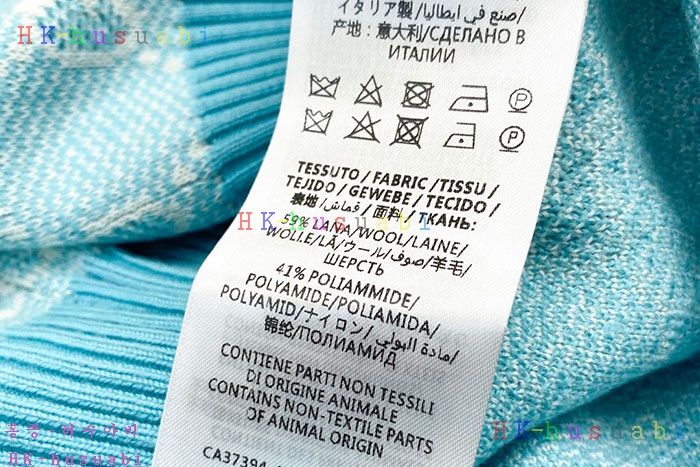 イタリア製 / صنع في ايطاليا /
产地：意大利/СДЕЛАНО В
ИТАЛИИ
HK-husuabi
P
P
TESSUTO / FABRIC /TISSU /
TEJIDO / GEWEBE / TECIDO /
表地 / قماش / 面料 / ТКАНЬ:
HK-husuabi
LANA/WOOL/LAINE/
WOLLE/LÃ/ウール/صوف/羊毛/
ШЕРСТЬ
41% POLIAMMIDE/
POLYAMIDE/POLIAMIDA/
POLYAMID/ナイロン/مادة البولي/
锦纶/ПОЛИАМИД
CONTIENE PARTI NON TESSILI
DI ORIGINE ANIMALE
CONTAINS NON-TEXTILE PARTS
OF ANIMAL ORIGIN
CA37394
HK-husuabi
HK-husuabi